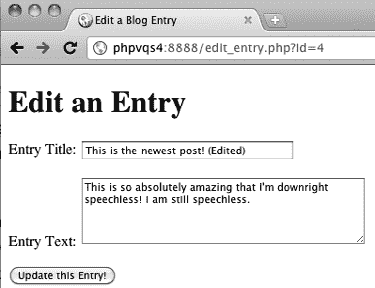 Edit a Blog Entry
phpvqs4:8888/edit_entry.php?id=4
Edit an Entry
Entry Title: This is the newest post! (Edited)
This is so absolutely amazing that I'm downright
speechless! I am still speechless.
Entry Text:
Update this Entry!